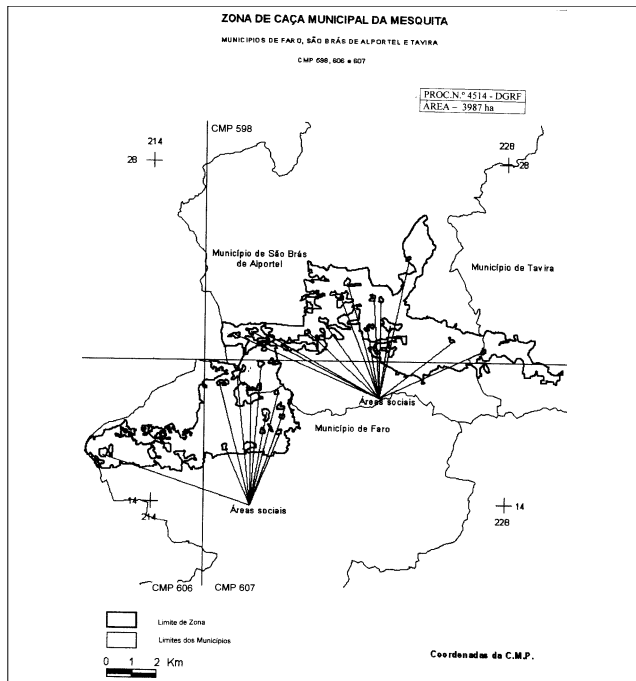 ZONA DE CAÇA MUNICIPAL DA MESQUITA
MUNICIPIOS DE FARO, SÃO BRÁS DE ALPORTEL E TAVIRA
CMP 598, 606 e 607
PROC.N.º 4514 - DGRF
ÁREA – 3987 ha
CMP 598
214
28
228
28
Município de São Brás
de Alportel
Município de Tavira
Áreas sociais
Município de Faro
14
214
Áreas sociais
14
228
CMP 606
CMP 607
Limite de Zona
Limites dos Municípios
0 1 2 Km
Coordenadas da C.M.P.